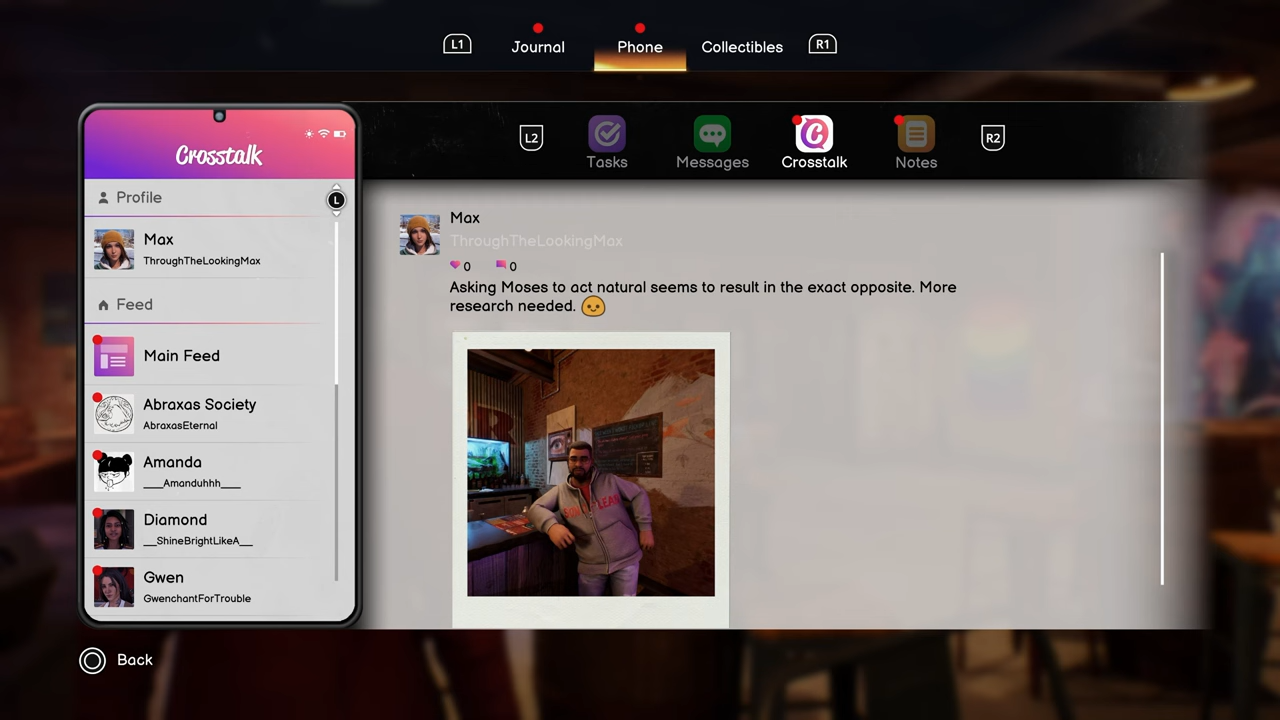 L1
Journal
Phone
Collectibles
R1
L2
Tasks
Messages
Crosstalk
Notes
R2
Crosstalk
Profile
L
Max
ThroughTheLookingMax
Feed
Main Feed
Abraxas Society
AbraxasEternal
Amanda
____Amanduhhh____
Diamond
__ShineBrightLikeA__
Gwen
GwenchantForTrouble
Max
ThroughTheLookingMax
0 0
Asking Moses to act natural seems to result in the exact opposite. More
research needed.
Back